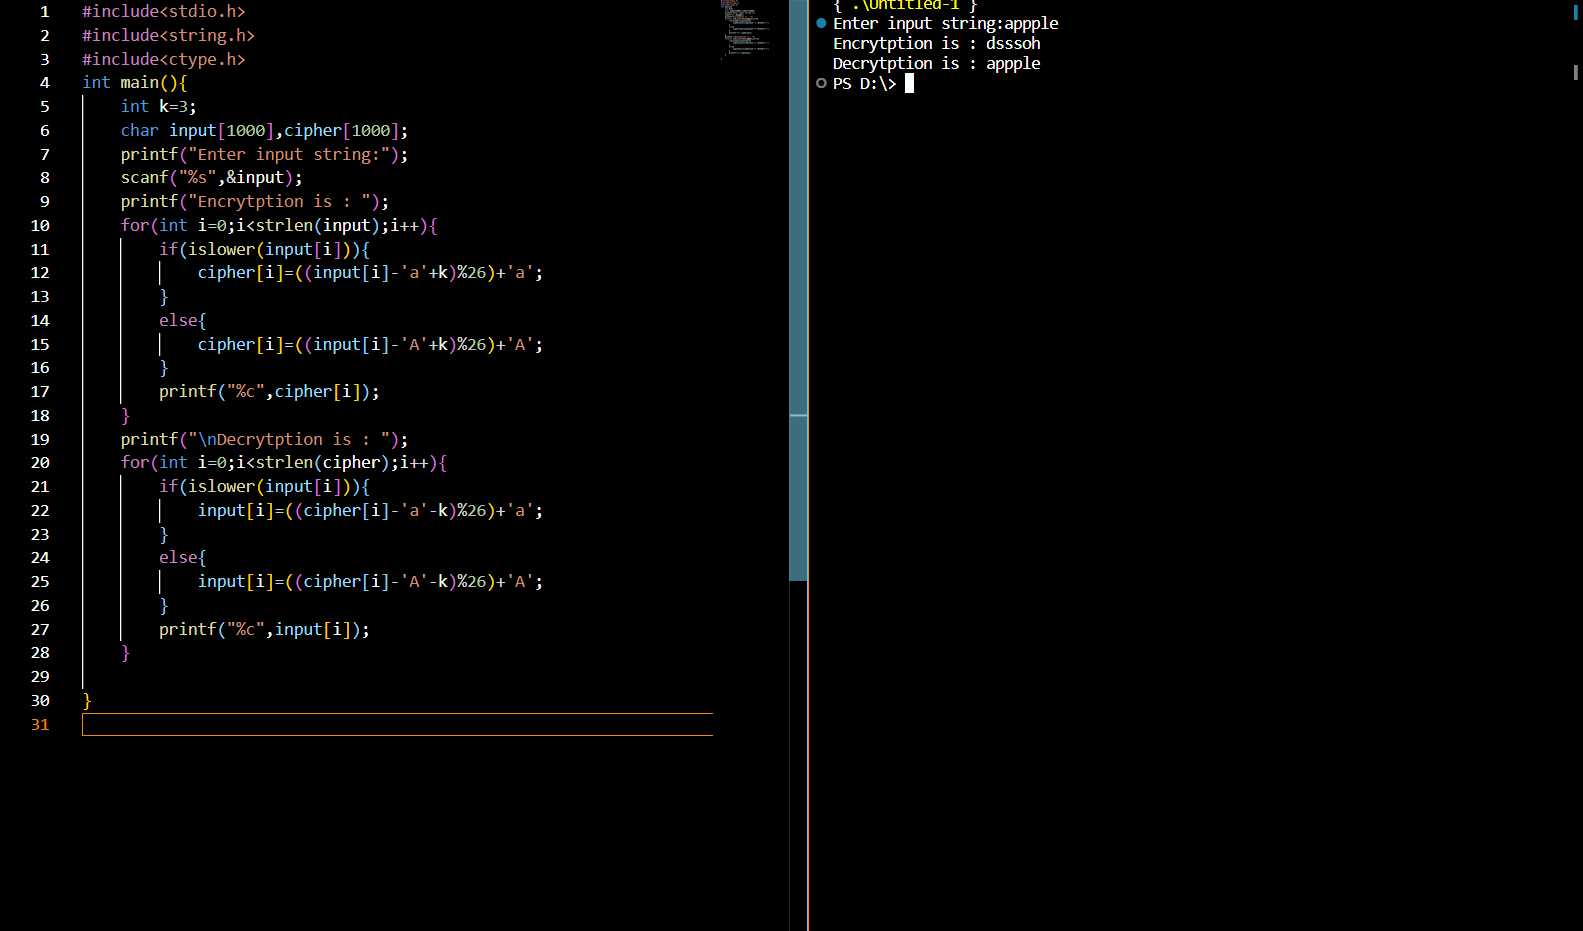 1 #include<stdio.h>
2 #include<string.h>
3 #include<ctype.h>
4 int main(){
5     int k=3;
6     char input[1000],cipher[1000];
7     printf("Enter input string:");
8     scanf("%s",&input);
9     printf("Encrytption is : ");
10     for(int i=0;i<strlen(input);i++){
11         if(islower(input[i])){
12             cipher[i]=((input[i]-'a'+k)%26)+'a';
13         }
14         else{
15             cipher[i]=((input[i]-'A'+k)%26)+'A';
16         }
17         printf("%c",cipher[i]);
18     }
19     printf("\nDecrytption is : ");
20     for(int i=0;i<strlen(cipher);i++){
21         if(islower(input[i])){
22             input[i]=((cipher[i]-'a'-k)%26)+'a';
23         }
24         else{
25             input[i]=((cipher[i]-'A'-k)%26)+'A';
26         }
27         printf("%c",input[i]);
28     }
29
30 }
31
{ .\Untitled-1 }
Enter input string:appple
Encrytption is : dsssoh
Decrytption is : appple
PS D:\>